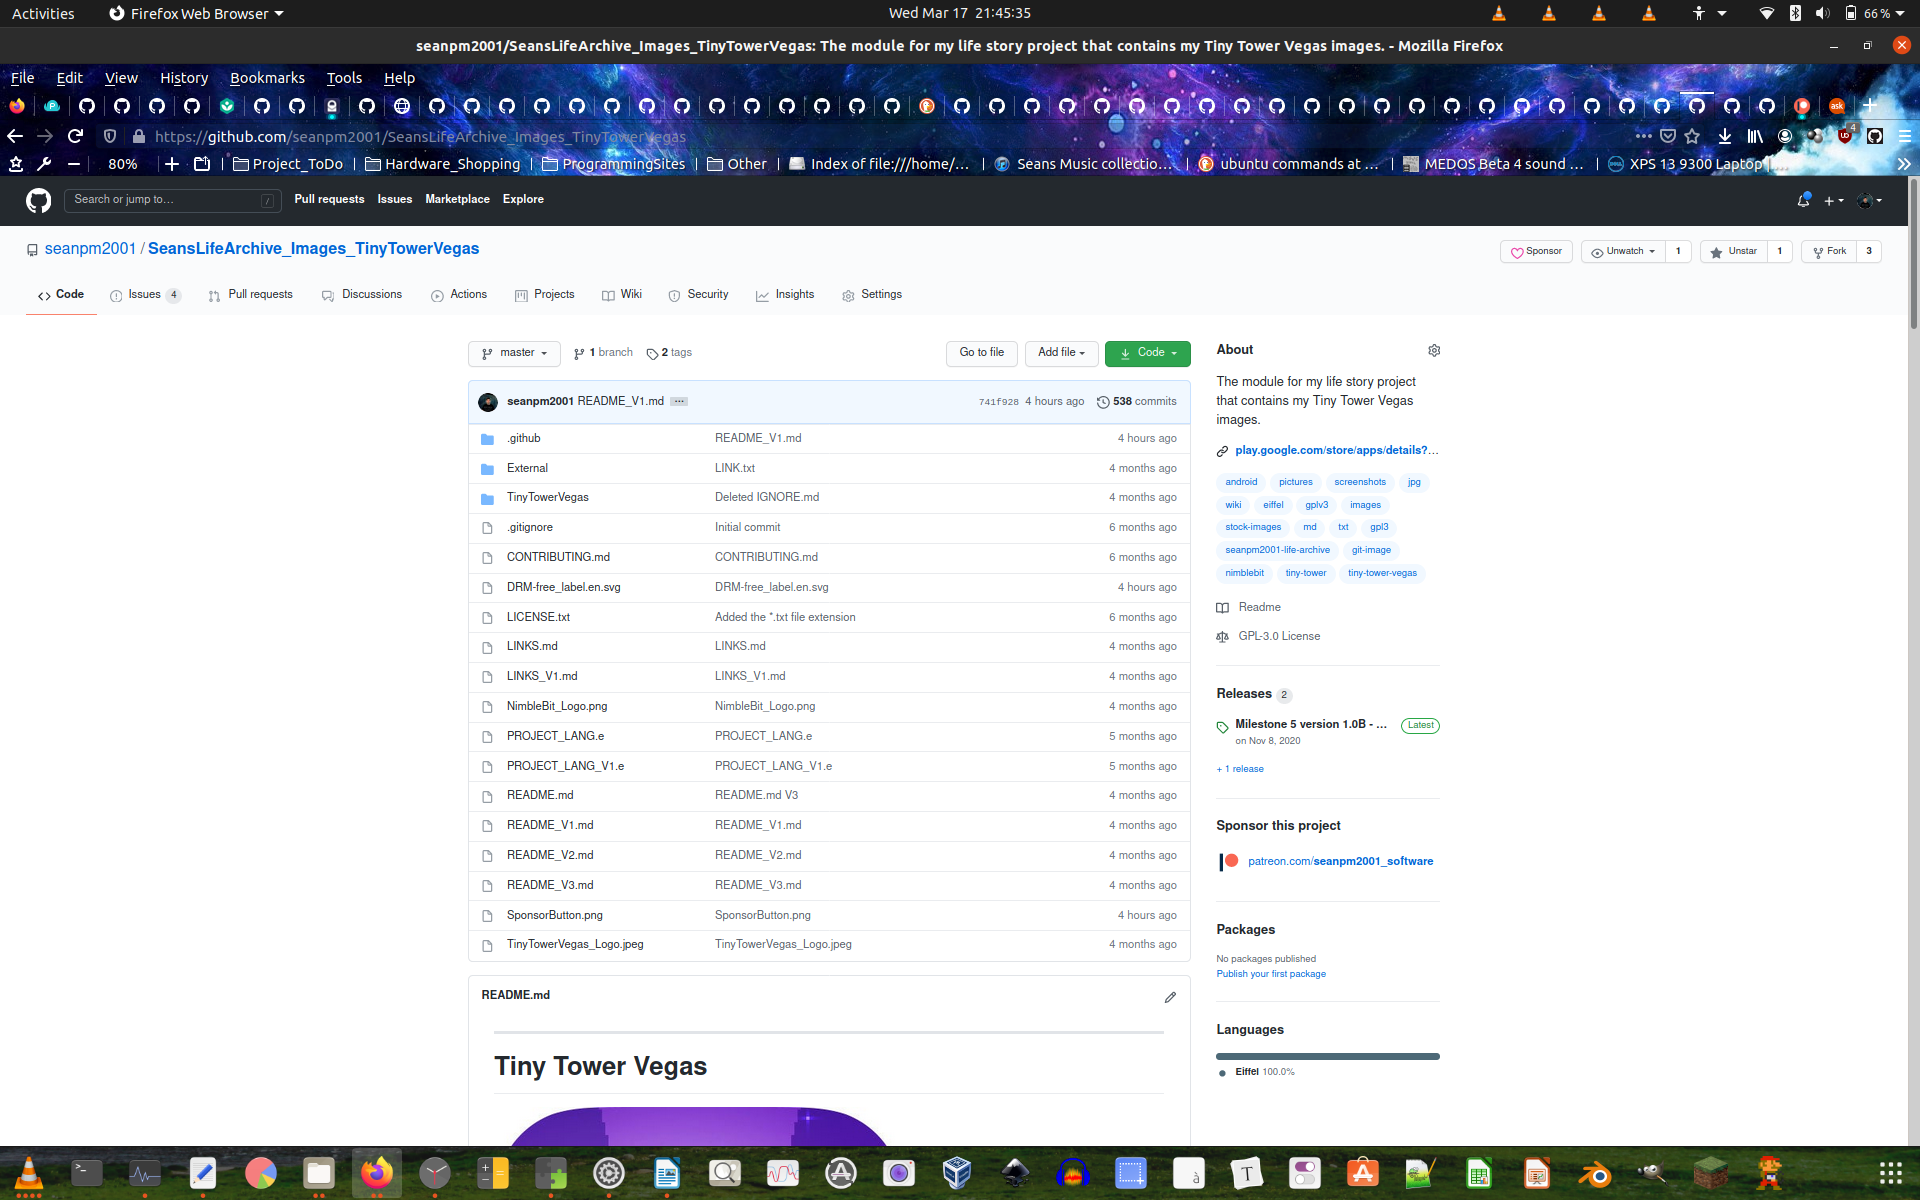 Activities Firefox Web Browser Wed Mar 17 21:45:35 66 %
seanpm2001/SeansLifeArchive_Images_TinyTowerVegas: The module for my life story project that contains my Tiny Tower Vegas images. - Mozilla Firefox
File Edit View History Bookmarks Tools Help
https://github.com/seanpm2001/SeansLifeArchive_Images_TinyTowerVegas
80% Project_ToDo Hardware_Shopping ProgrammingSites Other Index of file:///home/... Seans Music collectio... ubuntu commands at ... MEDOS Beta 4 sound ... XPS 13 9300 Laptop
Search or jump to... / Pull requests Issues Marketplace Explore
seanpm2001 / SeansLifeArchive_Images_TinyTowerVegas Sponsor Unwatch 1 Unstar 1 Fork 3
Code Issues 4 Pull requests Discussions Actions Projects Wiki Security Insights Settings
master 1 branch 2 tags Go to file Add file Code
seanpm2001 README_V1.md ... 741f928 4 hours ago 538 commits
.github README_V1.md 4 hours ago
External LINK.txt 4 months ago
TinyTowerVegas Deleted IGNORE.md 4 months ago
.gitignore Initial commit 6 months ago
CONTRIBUTING.md CONTRIBUTING.md 6 months ago
DRM-free_label.en.svg DRM-free_label.en.svg 4 hours ago
LICENSE.txt Added the *.txt file extension 6 months ago
LINKS.md LINKS.md 4 months ago
LINKS_V1.md LINKS_V1.md 4 months ago
NimbleBit_Logo.png NimbleBit_Logo.png 4 months ago
PROJECT_LANG.e PROJECT_LANG.e 5 months ago
PROJECT_LANG_V1.e PROJECT_LANG_V1.e 5 months ago
README.md README.md V3 4 months ago
README_V1.md README_V1.md 4 months ago
README_V2.md README_V2.md 4 months ago
README_V3.md README_V3.md 4 months ago
SponsorButton.png SponsorButton.png 4 hours ago
TinyTowerVegas_Logo.jpeg TinyTowerVegas_Logo.jpeg 4 months ago
README.md
Tiny Tower Vegas
About
The module for my life story project
that contains my Tiny Tower Vegas
images.
play.google.com/store/apps/details?...
android pictures screenshots jpg
wiki eiffel gplv3 images
stock-images md txt gpl3
seanpm2001-life-archive git-image
nimblebit tiny-tower tiny-tower-vegas
Readme
GPL-3.0 License
Releases 2
Milestone 5 version 1.0B - ... Latest
on Nov 8, 2020
+ 1 release
Sponsor this project
patreon.com/seanpm2001_software
Packages
No packages published
Publish your first package
Languages
Eiffel 100.0%